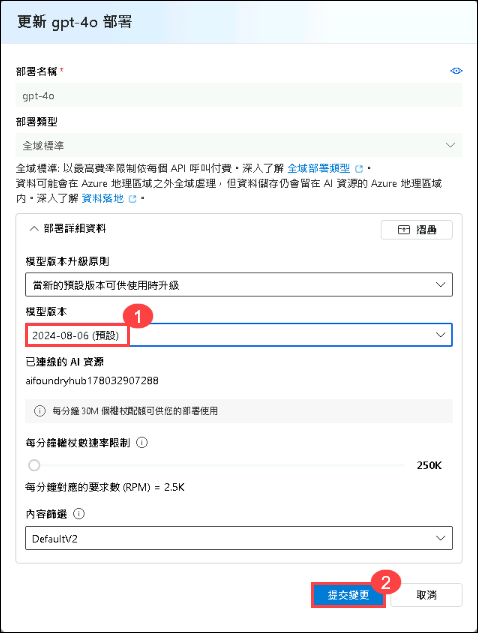 更新 gpt-4o 部署
部署名稱 *
gpt-4o
部署類型
全域標準
全域標準: 以最高費率限制依每個 API 呼叫付費。深入了解 全域部署類型。
資料可能會在 Azure 地理區域之外全域處理，但資料儲存仍會留在 AI 資源的 Azure 地理區域
內。深入了解 資料落地。
部署詳細資料
摺疊
模型版本升級原則
當新的預設版本可供使用時升級
模型版本
1
2024-08-06 (預設)
已連線的 AI 資源
aifoundryhub178032907288
每分鐘 30M 個權杖配額可供您的部署使用
每分鐘權杖數速率限制
250K
每分鐘對應的要求數 (RPM) = 2.5K
內容篩選
DefaultV2
2
提交變更
取消